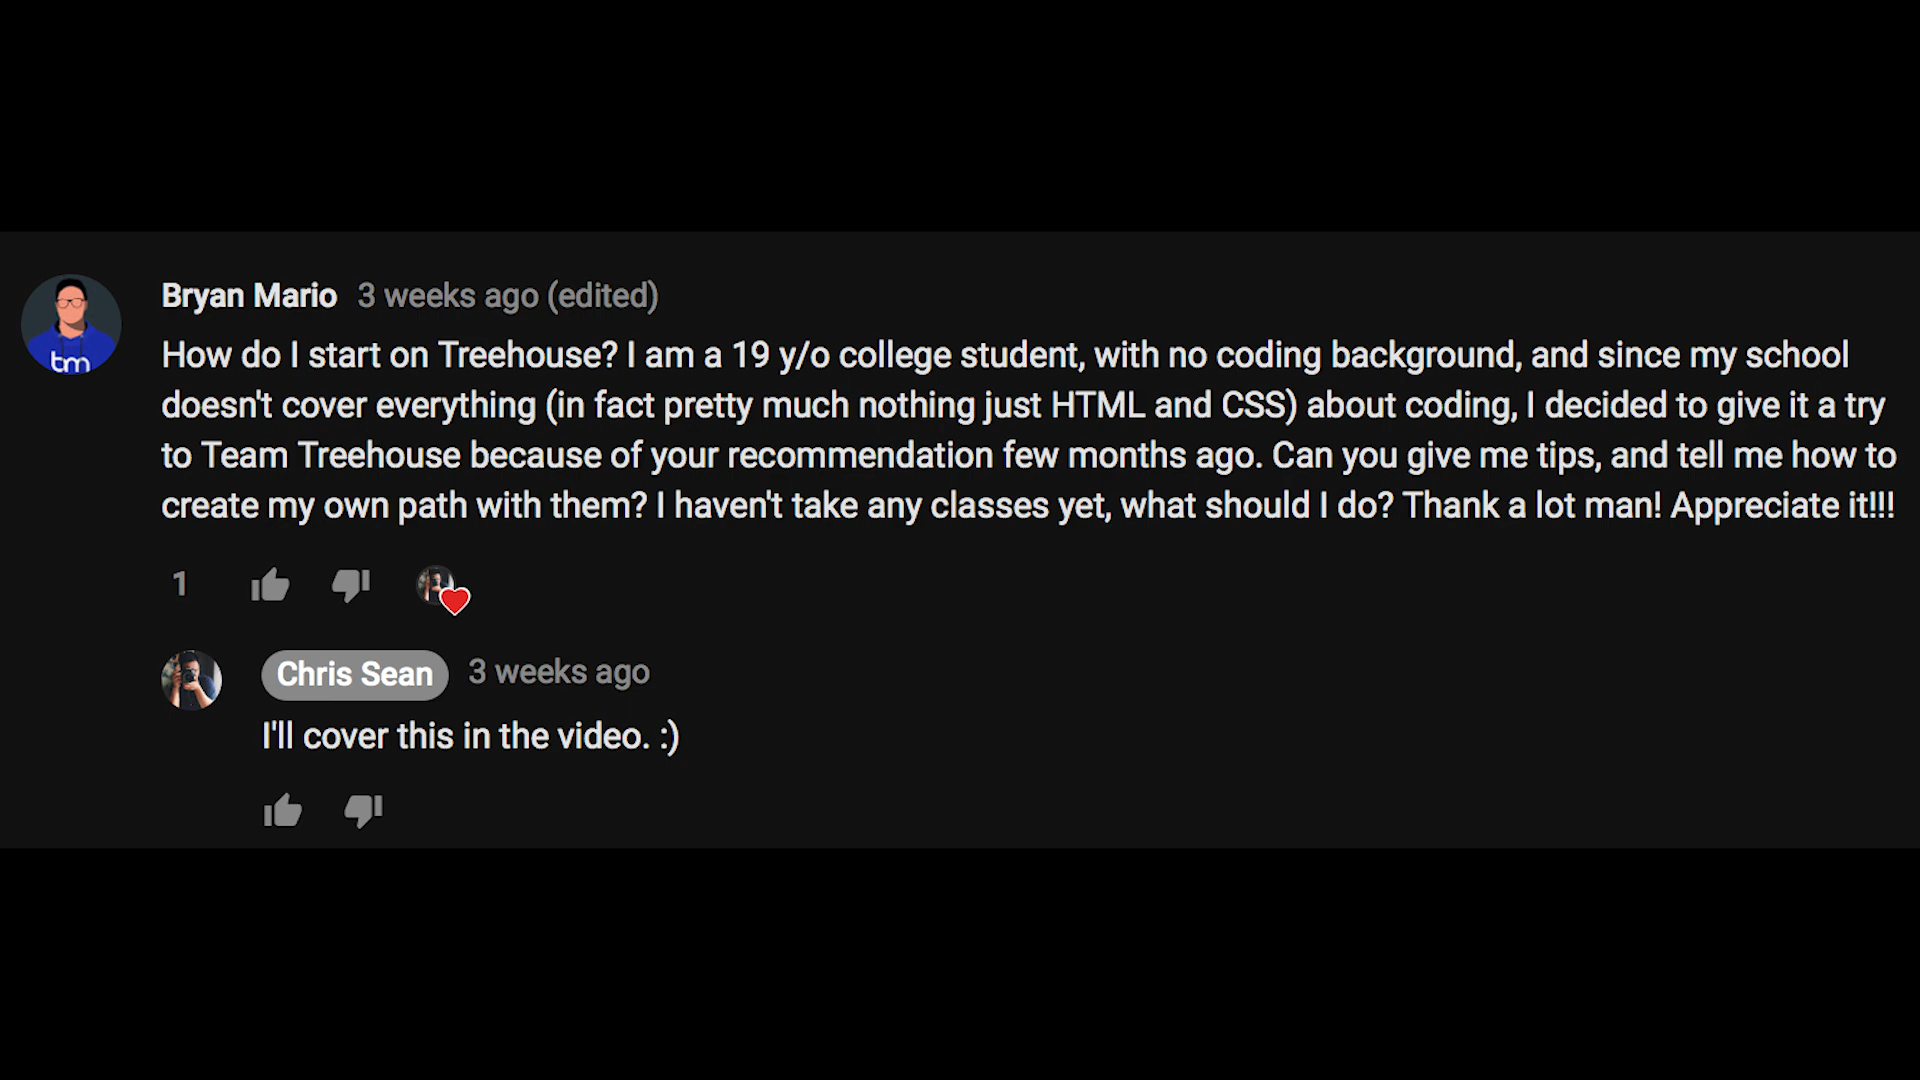 Bryan Mario 3 weeks ago (edited)
How do I start on Treehouse? I am a 19 y/o college student, with no coding background, and since my school
doesn't cover everything (in fact pretty much nothing just HTML and CSS) about coding, I decided to give it a try
to Team Treehouse because of your recommendation few months ago. Can you give me tips, and tell me how to
create my own path with them? I haven't take any classes yet, what should I do? Thank a lot man! Appreciate it!!!
tm
1
Chris Sean 3 weeks ago
I'll cover this in the video. :)